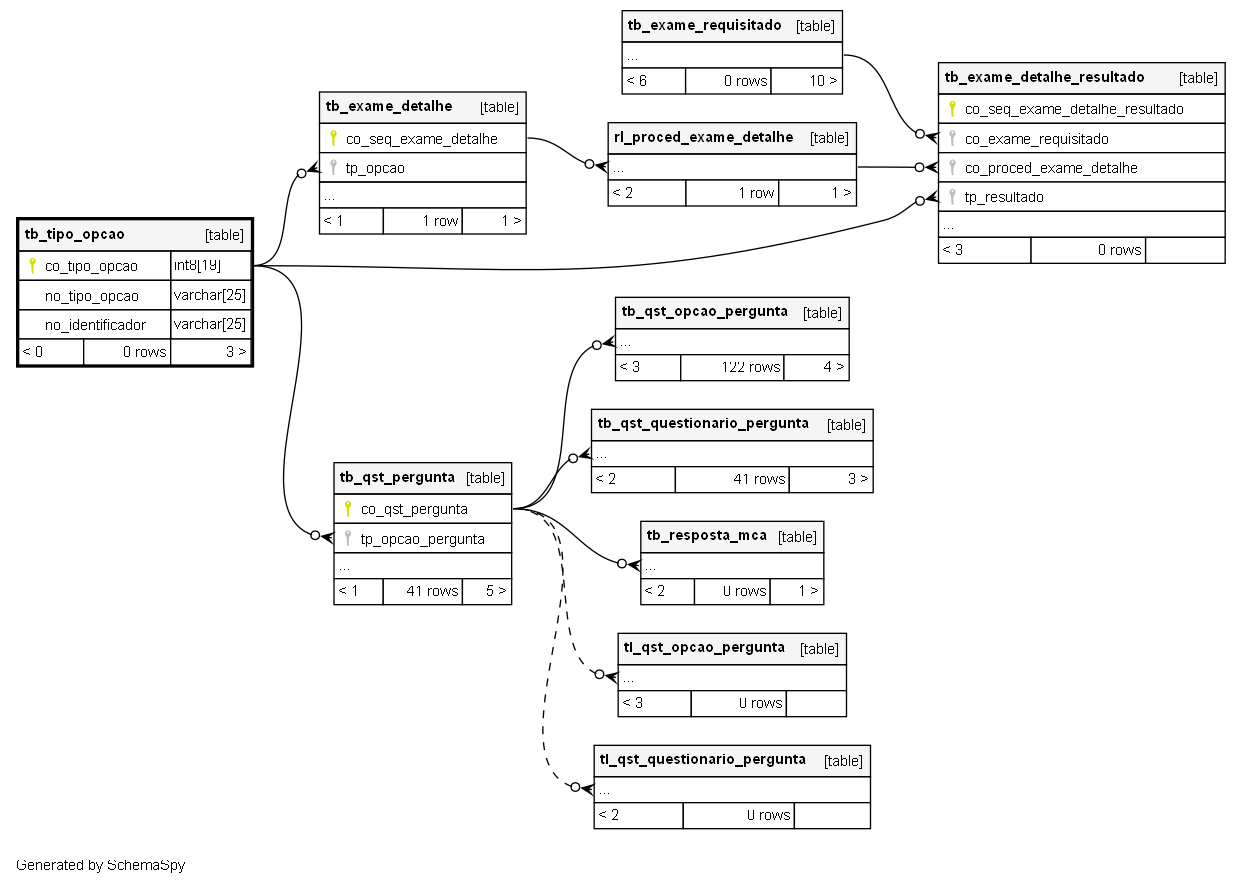 tb_exame_requisitado [table]
...
< 6 0 rows 10 >
tb_exame_detalhe_resultado [table]
co_seq_exame_detalhe_resultado
co_exame_requisitado
co_proced_exame_detalhe
tp_resultado
...
< 3 0 rows
tb_exame_detalhe [table]
co_seq_exame_detalhe
tp_opcao
...
< 1 1 row 1 >
rl_proced_exame_detalhe [table]
...
< 2 1 row 1 >
tb_tipo_opcao [table]
co_tipo_opcao int8[19]
no_tipo_opcao varchar[25]
no_identificador varchar[25]
< 0 0 rows 3 >
tb_qst_opcao_pergunta [table]
...
< 3 122 rows 4 >
tb_qst_questionario_pergunta [table]
...
< 2 41 rows 3 >
tb_qst_pergunta [table]
co_qst_pergunta
tp_opcao_pergunta
...
< 1 41 rows 5 >
tb_resposta_mca [table]
...
< 2 0 rows 1 >
tl_qst_opcao_pergunta [table]
...
< 3 0 rows
tl_qst_questionario_pergunta [table]
...
< 2 0 rows
Generated by SchemaSpy